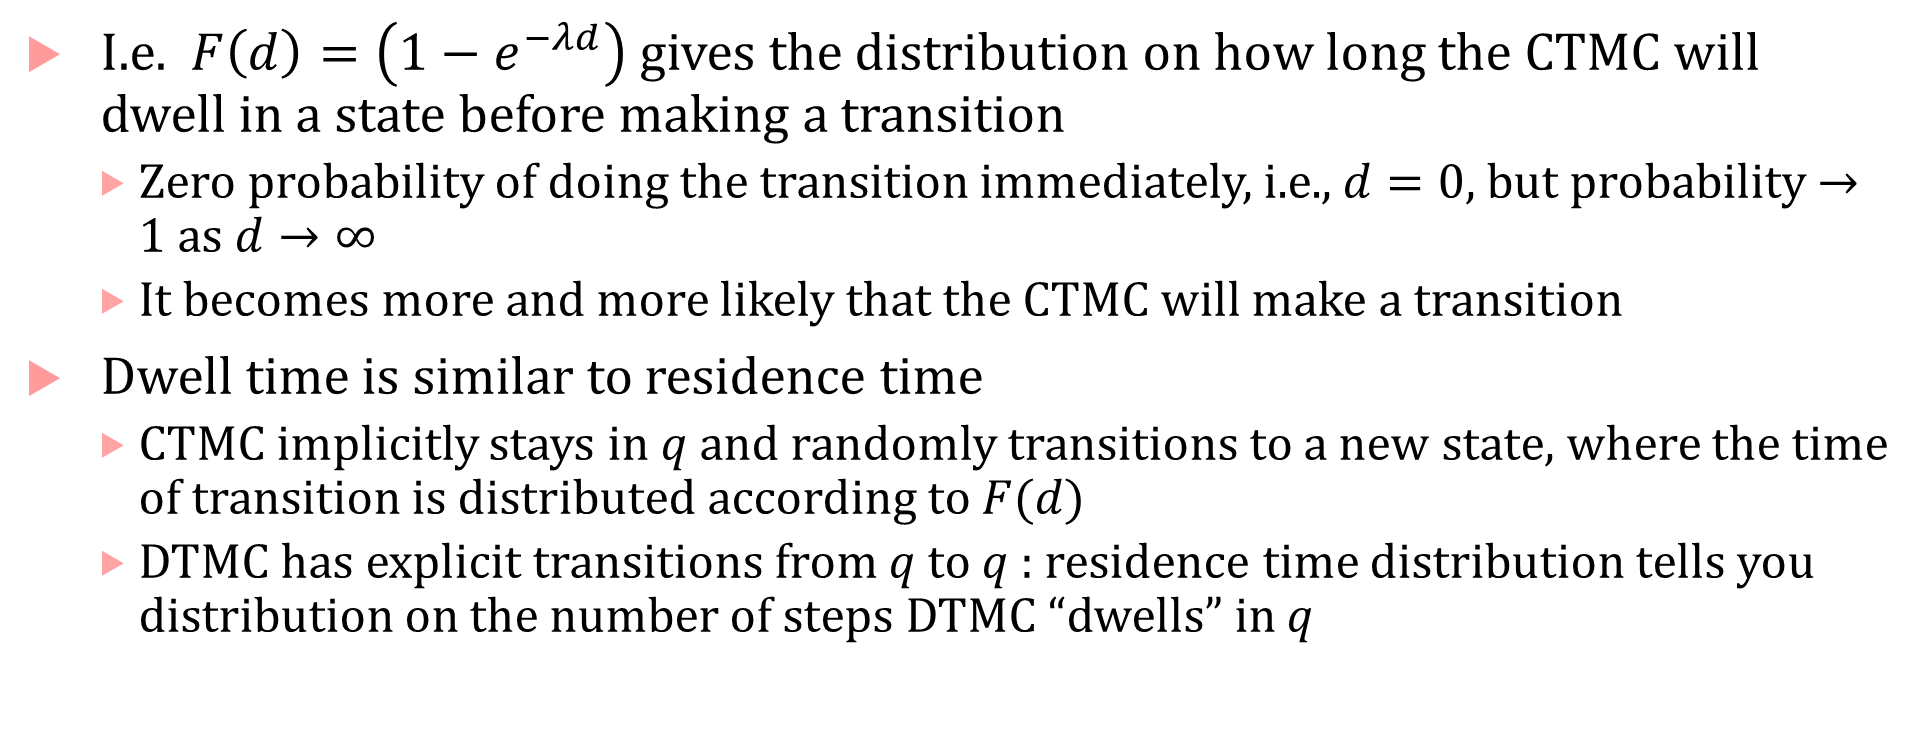 I.e. F(d) = (1 − e^{−λd}) gives the distribution on how long the CTMC will
dwell in a state before making a transition
Zero probability of doing the transition immediately, i.e., d = 0, but probability →
1 as d → ∞
It becomes more and more likely that the CTMC will make a transition
Dwell time is similar to residence time
CTMC implicitly stays in q and randomly transitions to a new state, where the time
of transition is distributed according to F(d)
DTMC has explicit transitions from q to q : residence time distribution tells you
distribution on the number of steps DTMC “dwells” in q